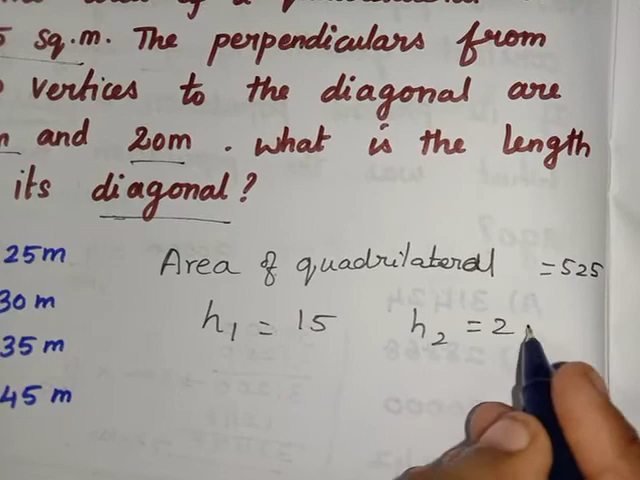 5 sq.m. The perpendiculars from
vertices to the diagonal are
and 20m. what is the length
its diagonal?
25m
30m
35m
45m
Area of quadrilateral = 525
h1 = 15 h2 = 2